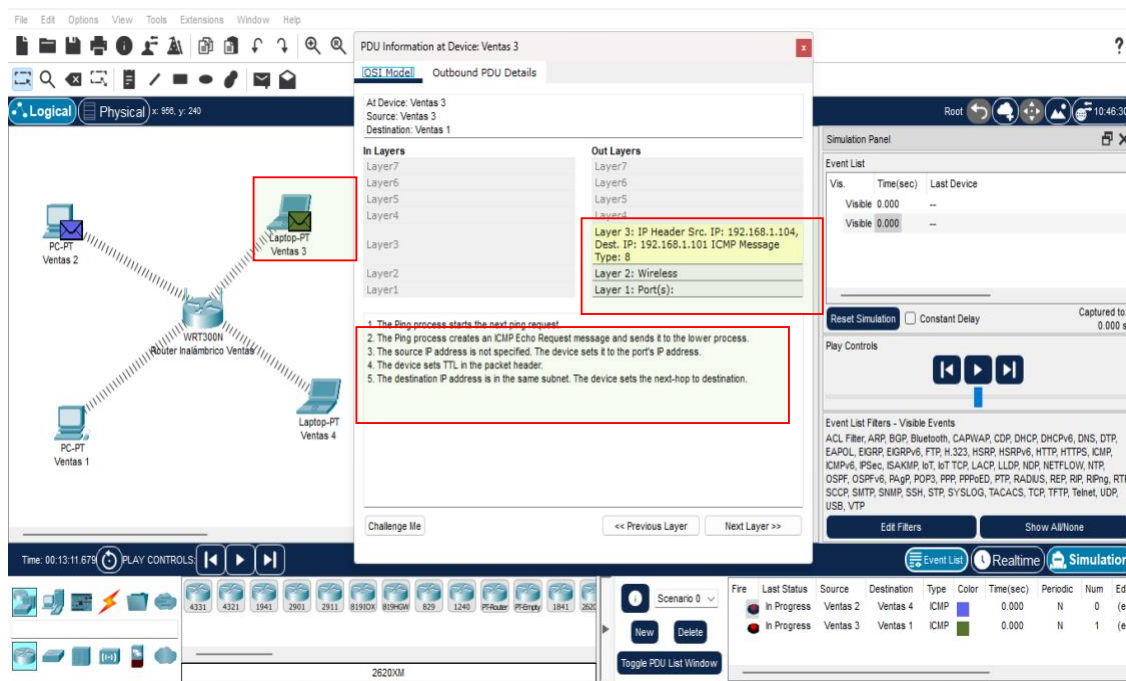 File Edit Options View Tools Extensions Window Help
?
Logical Physical x: 956, y: 240
Root 10:46:30
PDU Information at Device: Ventas 3
x
OSI Model Outbound PDU Details
At Device: Ventas 3
Source: Ventas 3
Destination: Ventas 1
In Layers Out Layers
Layer7 Layer7
Layer6 Layer6
Layer5 Layer5
Layer4 Layer4
Layer3
Layer 3: IP Header Src. IP: 192.168.1.104,
Dest. IP: 192.168.1.101 ICMP Message
Type: 8
Layer2 Layer 2: Wireless
Layer1 Layer 1: Port(s):
1. The Ping process starts the next ping request.
2. The Ping process creates an ICMP Echo Request message and sends it to the lower process.
3. The source IP address is not specified. The device sets it to the port's IP address.
4. The device sets TTL in the packet header.
5. The destination IP address is in the same subnet. The device sets the next-hop to destination.
Challenge Me << Previous Layer Next Layer >>
PC-PT
Ventas 2
Laptop-PT
Ventas 3
WRT300N
Router Inalámbrico Ventas
PC-PT
Ventas 1
Laptop-PT
Ventas 4
Simulation Panel
Event List
Vis. Time(sec) Last Device
Visible 0.000 --
Visible 0.000 --
Reset Simulation Constant Delay
Captured to:
0.000 s
Play Controls
Event List Filters - Visible Events
ACL Filter, ARP, BGP, Bluetooth, CAPWAP, CDP, DHCP, DHCPv6, DNS, DTP,
EAPOL, EIGRP, EIGRPv6, FTP, H.323, HSRP, HSRPv6, HTTP, HTTPS, ICMP,
ICMPv6, IPSec, ISAKMP, IoT, IoT TCP, LACP, LLDP, NDP, NETFLOW, NTP,
OSPF, OSPFv6, PAgP, POP3, PPP, PPPoED, PTP, RADIUS, REP, RIP, RIPng, RTP
SCCP, SMTP, SNMP, SSH, STP, SYSLOG, TACACS, TCP, TFTP, Telnet, UDP,
USB, VTP
Edit Filters Show All/None
Time: 00:13:11.679 PLAY CONTROLS:
Event List Realtime Simulation
4331 4321 1941 2901 2911 819IOX 819HGW 829 1240 PT-Router PT-Empty 1841
2620XM
Scenario 0
New Delete
Toggle PDU List Window
Fire Last Status Source Destination Type Color Time(sec) Periodic Num Ed
In Progress Ventas 2 Ventas 4 ICMP 0.000 N 0 (e
In Progress Ventas 3 Ventas 1 ICMP 0.000 N 1 (e